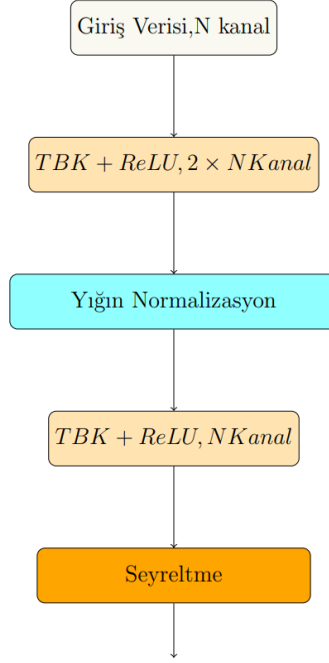 Giriş Verisi,N kanal
TBK + ReLU, 2 × NKanal
Yığın Normalizasyon
TBK + ReLU, NKanal
Seyreltme